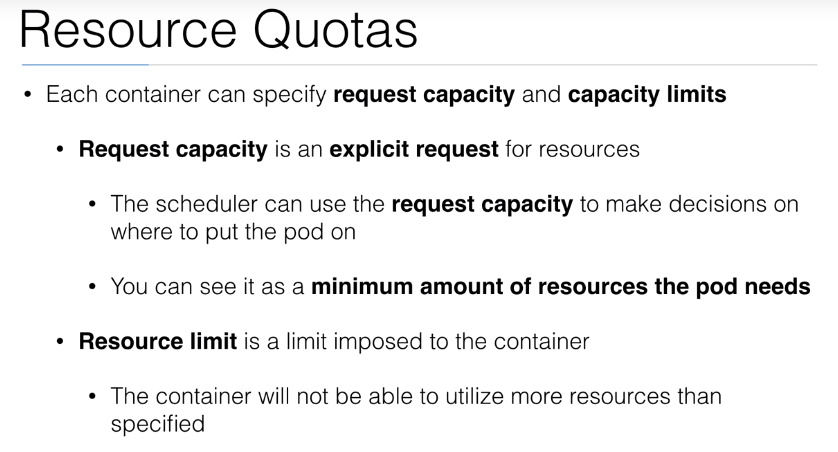 Resource Quotas
• Each container can specify request capacity and capacity limits
• Request capacity is an explicit request for resources
• The scheduler can use the request capacity to make decisions on
where to put the pod on
• You can see it as a minimum amount of resources the pod needs
• Resource limit is a limit imposed to the container
• The container will not be able to utilize more resources than
specified